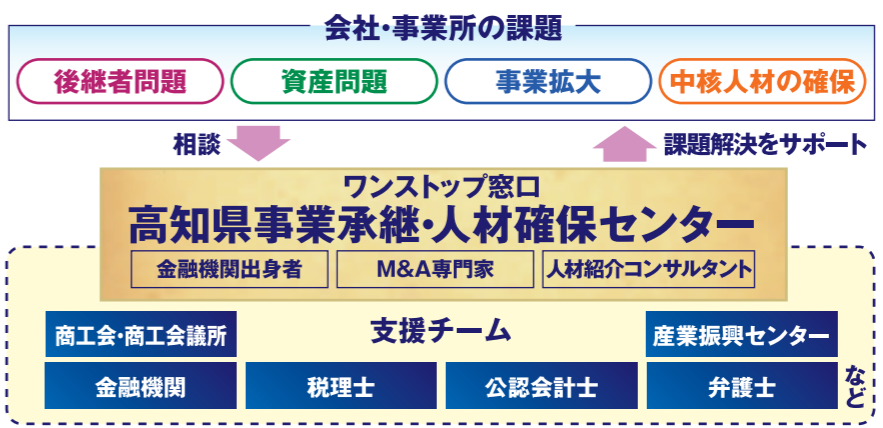 会社・事業所の課題
後継者問題
資産問題
事業拡大
中核人材の確保
相談
課題解決をサポート
ワンストップ窓口
高知県事業承継・人材確保センター
金融機関出身者
M&A専門家
人材紹介コンサルタント
支援チーム
商工会・商工会議所
産業振興センター
金融機関
税理士
公認会計士
弁護士
など